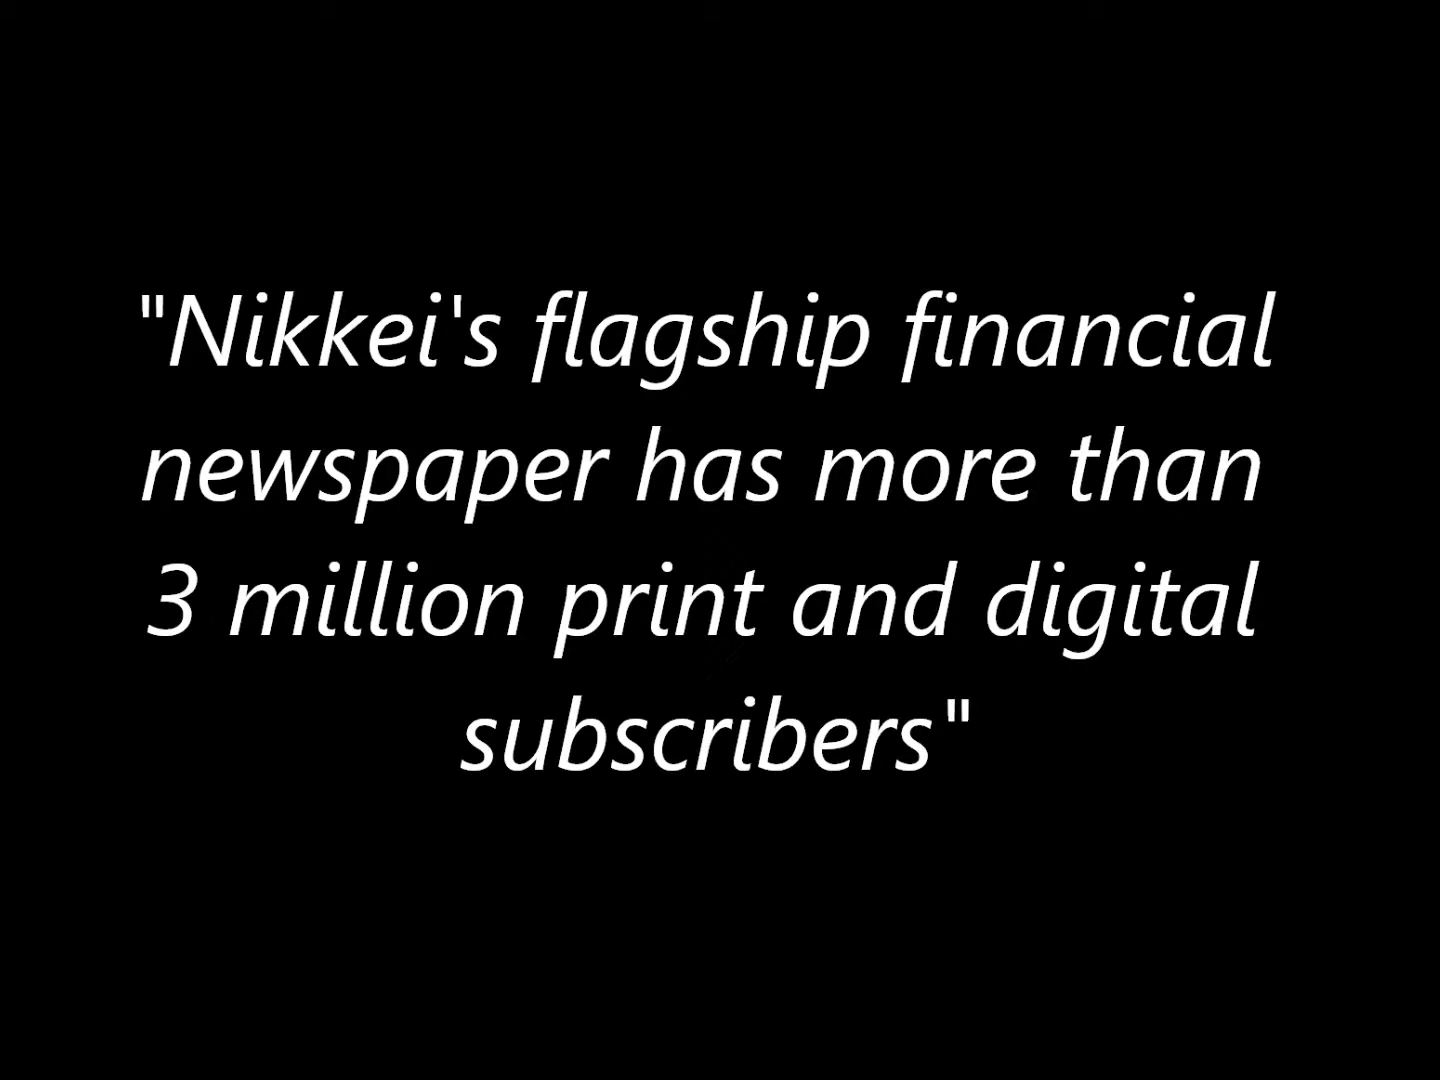 "Nikkei's flagship financial
newspaper has more than
3 million print and digital
subscribers"